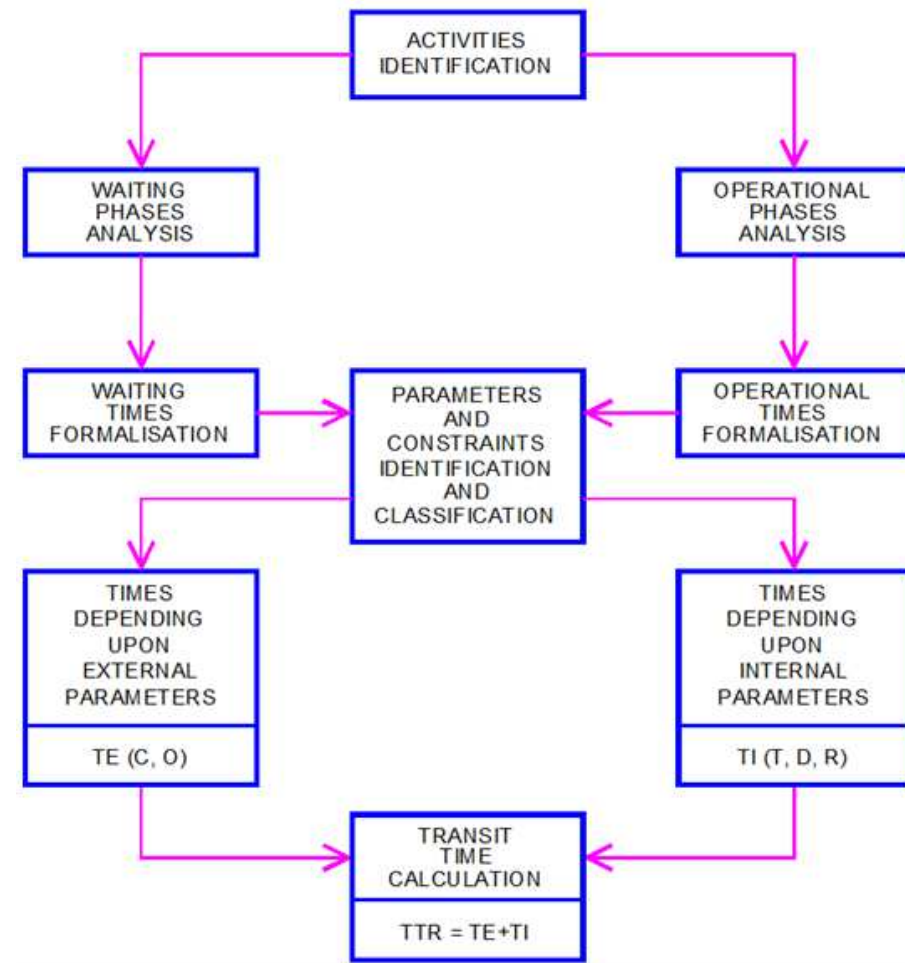 ACTIVITIES
IDENTIFICATION
WAITING
PHASES
ANALYSIS
OPERATIONAL
PHASES
ANALYSIS
WAITING
TIMES
FORMALISATION
PARAMETERS
AND
CONSTRAINTS
IDENTIFICATION
AND
CLASSIFICATION
OPERATIONAL
TIMES
FORMALISATION
TIMES
DEPENDING
UPON
EXTERNAL
PARAMETERS
TE (C, O)
TIMES
DEPENDING
UPON
INTERNAL
PARAMETERS
TI (T, D, R)
TRANSIT
TIME
CALCULATION
TTR = TE+TI